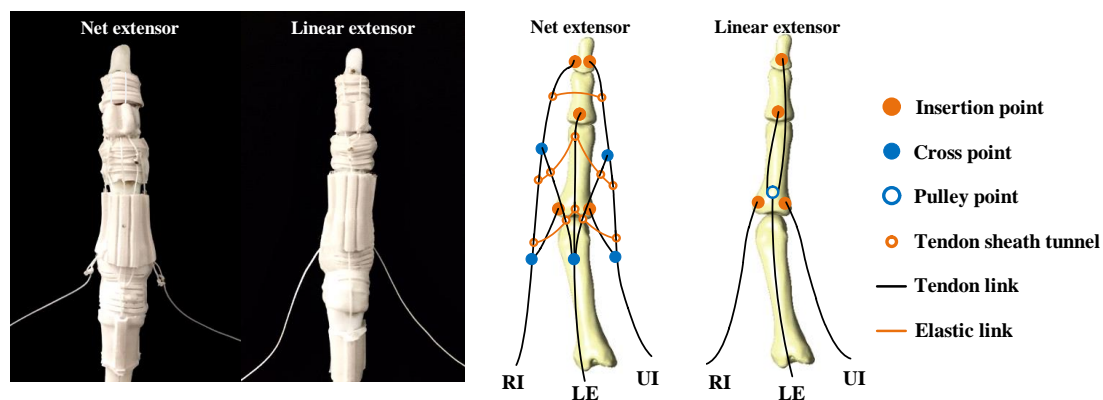 Net extensor
Linear extensor
Net extensor
Linear extensor
Insertion point
Cross point
Pulley point
Tendon sheath tunnel
Tendon link
Elastic link
RI
LE
UI
RI
LE
UI